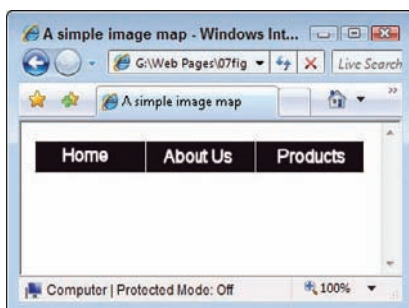 A simple image map - Windows Int...
G:\Web Pages\07fig
Live Search
A simple image map
Home About Us Products
Computer | Protected Mode: Off 100%